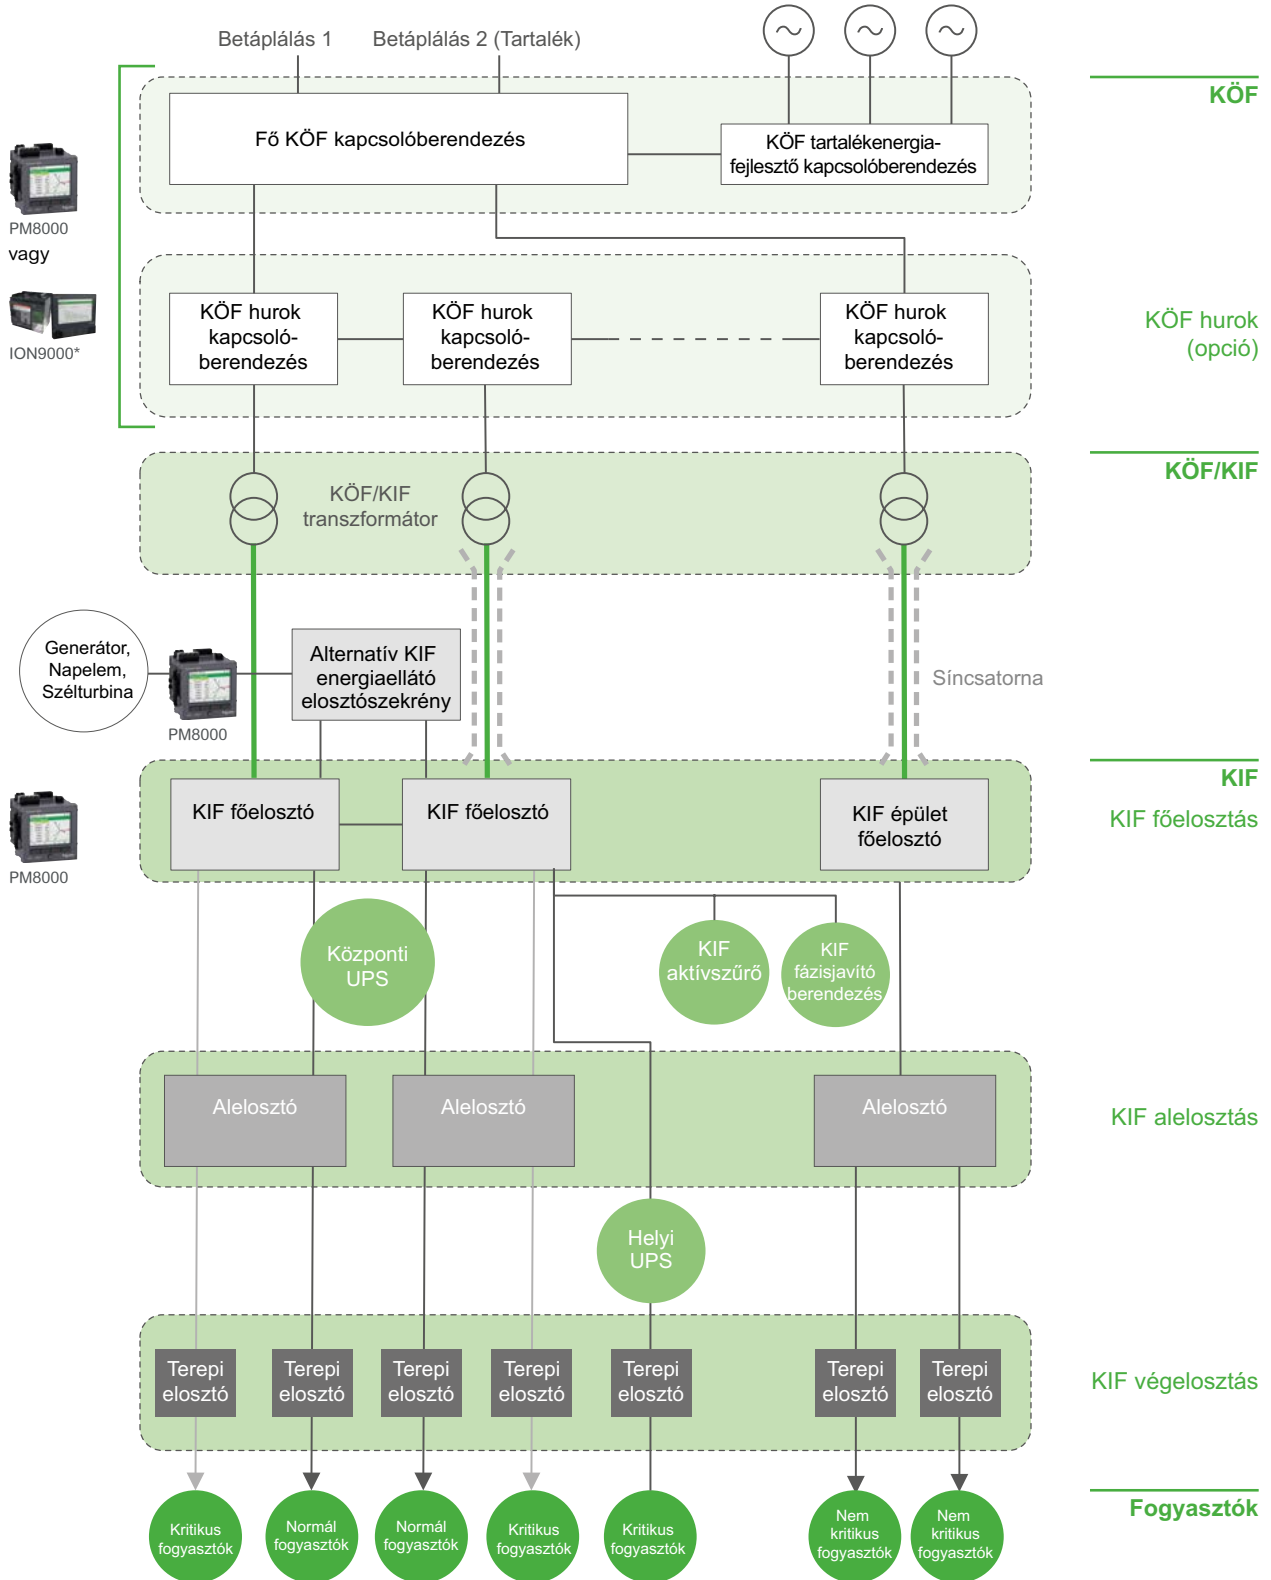 Betáplálás 1
Betáplálás 2 (Tartalék)
KÖF
Fő KÖF kapcsolóberendezés
KÖF tartalékenergia-
fejlesztő kapcsolóberendezés
PM8000
vagy
ION9000*
KÖF hurok
kapcsoló-
berendezés
KÖF hurok
kapcsoló-
berendezés
KÖF hurok
kapcsoló-
berendezés
KÖF hurok
(opció)
KÖF/KIF
KÖF/KIF
transzformátor
Generátor,
Napelem,
Szélturbina
PM8000
Alternatív KIF
energiaellátó
elosztószekrény
Síncsatorna
KIF
KIF főelosztás
PM8000
KIF főelosztó
KIF főelosztó
KIF épület
főelosztó
Központi
UPS
KIF
aktívszűrő
KIF
fázisjavító
berendezés
Alelosztó
Alelosztó
Alelosztó
KIF alelosztás
Helyi
UPS
Terepi
elosztó
Terepi
elosztó
Terepi
elosztó
Terepi
elosztó
Terepi
elosztó
Terepi
elosztó
Terepi
elosztó
KIF végelosztás
Fogyasztók
Kritikus
fogyasztók
Normál
fogyasztók
Normál
fogyasztók
Kritikus
fogyasztók
Kritikus
fogyasztók
Nem
kritikus
fogyasztók
Nem
kritikus
fogyasztók